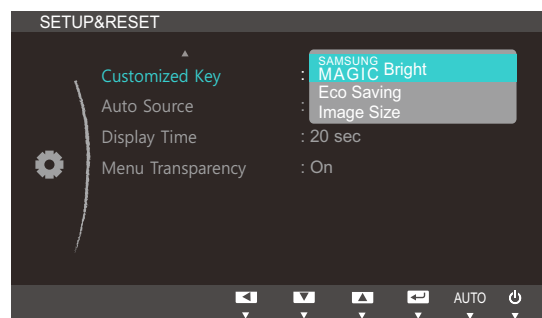 SETUP&RESET
Customized Key : SAMSUNG MAGIC Bright
Eco Saving
Auto Source :
Image Size
Display Time : 20 sec
Menu Transparency : On
AUTO